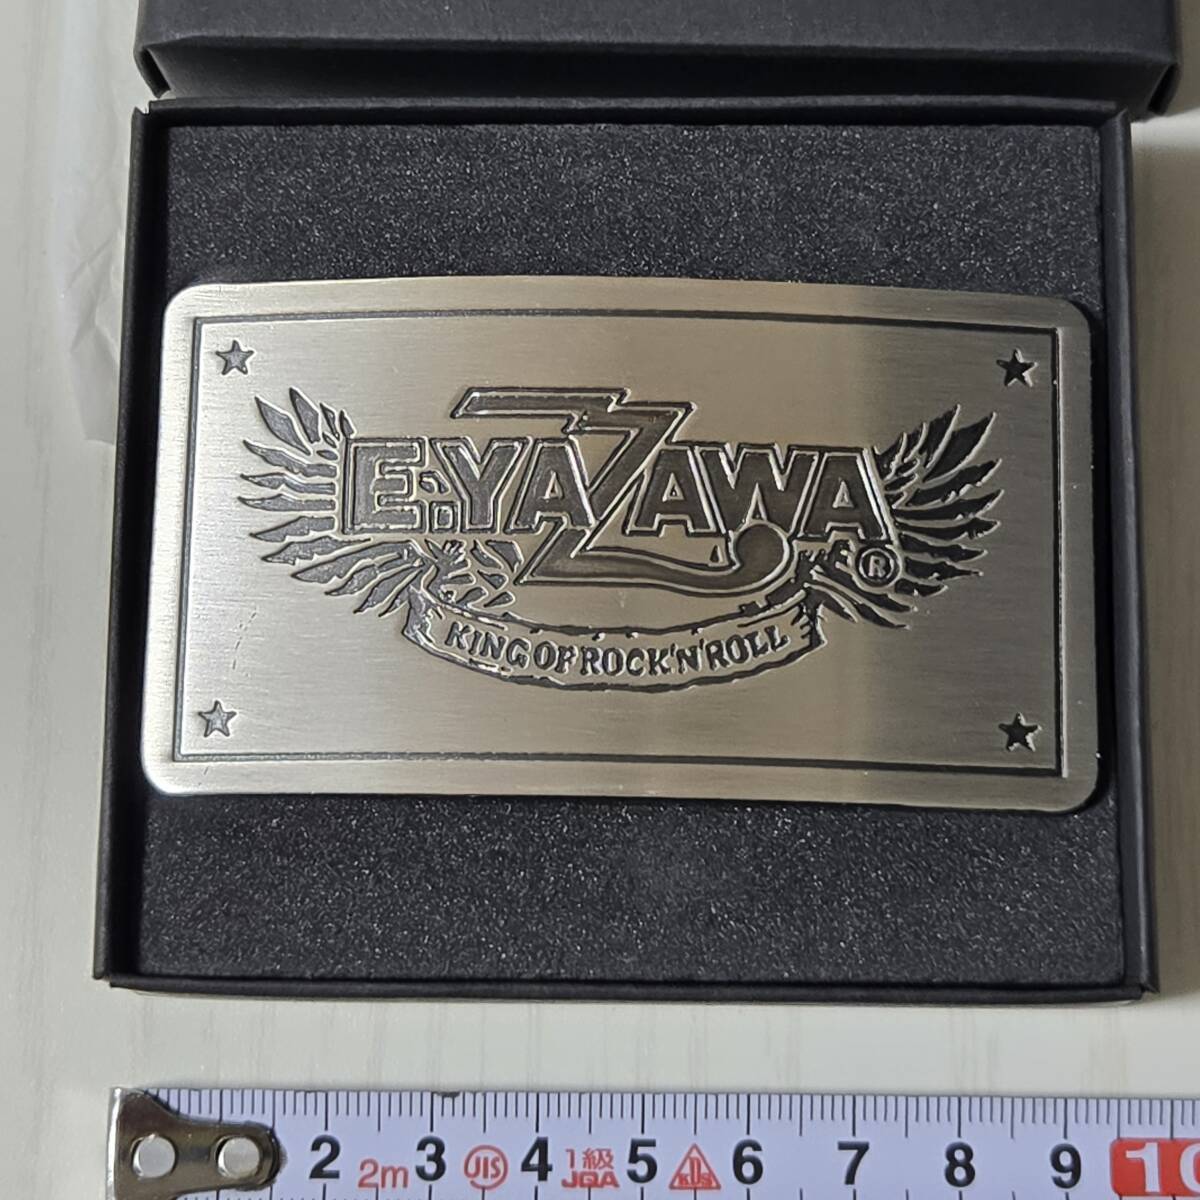 E.YAZAWA
®
KING OF ROCK'N'ROLL
2 2m 3 JIS 4 1級 JQA 5 KDS 6 7 8 9 10